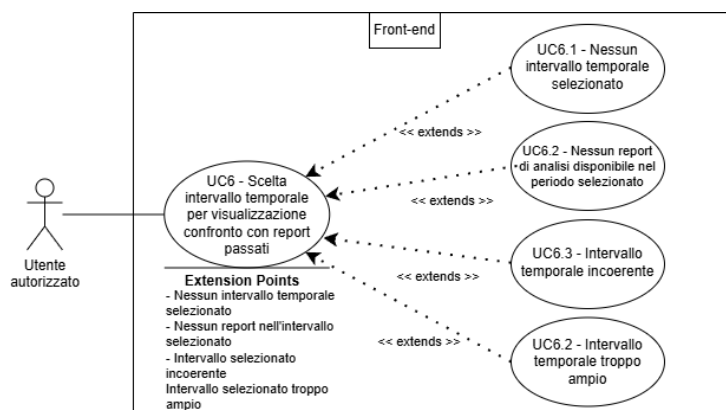 Front-end
UC6.1 - Nessun
intervallo temporale
selezionato
<< extends >>
UC6.2 - Nessun report
di analisi disponibile nel
periodo selezionato
<< extends >>
UC6 - Scelta
intervallo temporale
per visualizzazione
confronto con report
passati
Utente
autorizzato
UC6.3 - Intervallo
temporale incoerente
<< extends >>
Extension Points
- Nessun intervallo temporale
selezionato
- Nessun report nell'intervallo
selezionato
- Intervallo selezionato
incoerente
Intervallo selezionato troppo
ampio
<< extends >>
UC6.2 - Intervallo
temporale troppo
ampio